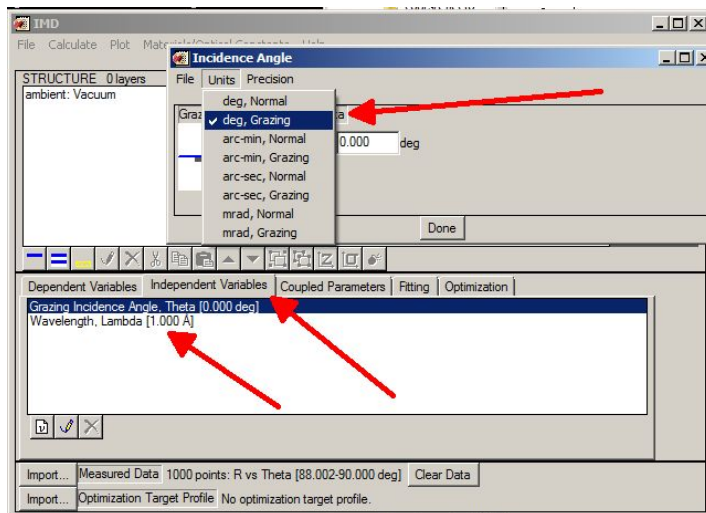 IMD
File Calculate Plot Help
Incidence Angle
STRUCTURE 0 layers
File Units Precision
ambient: Vacuum
deg, Normal
deg, Grazing
arc-min, Normal
0.000 deg
arc-min, Grazing
arc-sec, Normal
arc-sec, Grazing
mrad, Normal
mrad, Grazing
Done
Dependent Variables Independent Variables Coupled Parameters Fitting Optimization
Grazing Incidence Angle, Theta [0.000 deg]
Wavelength, Lambda [1.000 Å]
Import... Measured Data 1000 points: R vs Theta [88.002-90.000 deg] Clear Data
Import... Optimization Target Profile No optimization target profile.